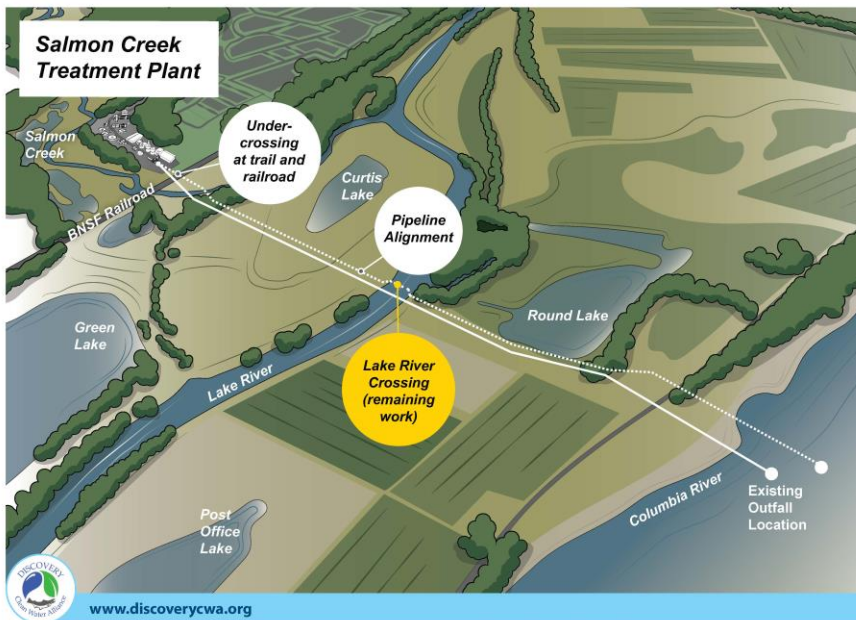 Salmon Creek
Treatment Plant
Under-
crossing
at trail and
railroad
Salmon
Creek
Curtis
Lake
BNSF Railroad
Pipeline
Alignment
Green
Lake
Round Lake
Lake River
Lake River
Crossing
(remaining
work)
Columbia River
Existing
Outfall
Location
Post
Office
Lake
DISCOVERY
Clean Water Alliance
www.discoverycwa.org